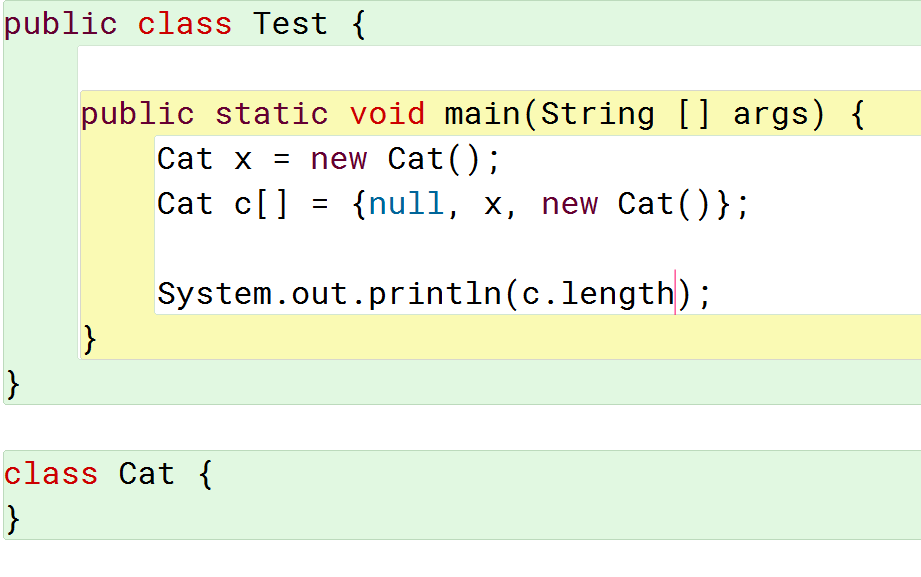 public class Test {
public static void main(String [] args) {
Cat x = new Cat();
Cat c[] = {null, x, new Cat()};
System.out.println(c.length);
}
}
class Cat {
}